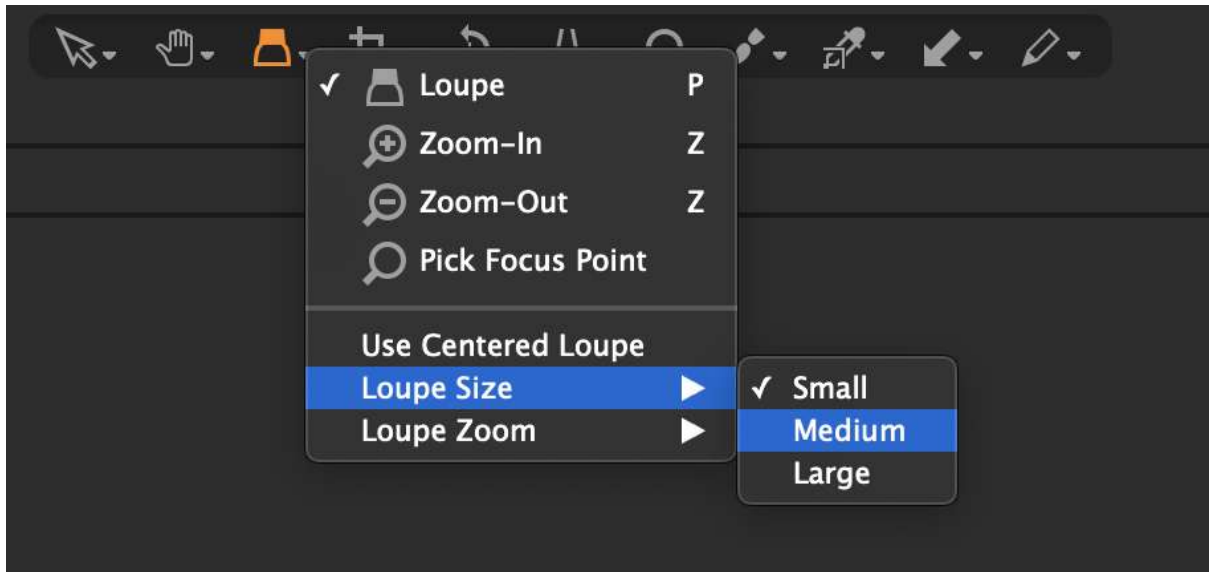 ✓ Loupe P
Zoom-In Z
Zoom-Out Z
Pick Focus Point
Use Centered Loupe
Loupe Size ▶
Loupe Zoom ▶
✓ Small
Medium
Large